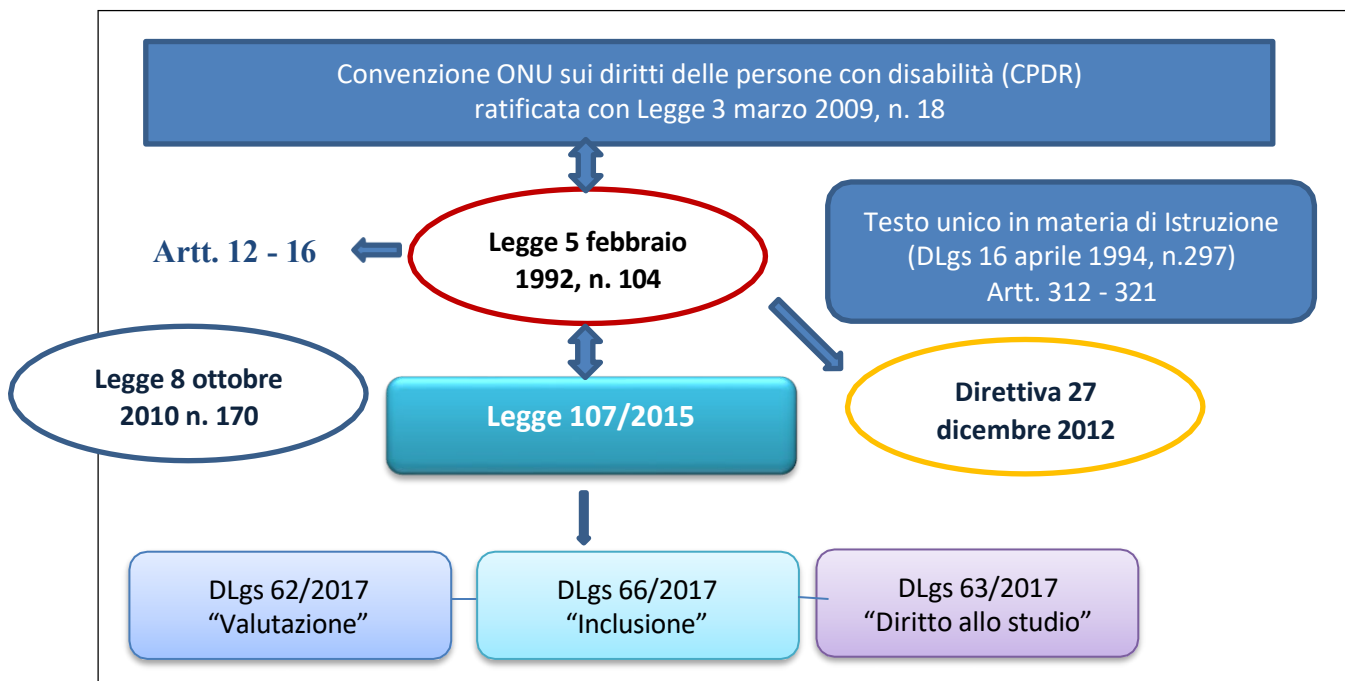 Convenzione ONU sui diritti delle persone con disabilità (CPDR)
ratificata con Legge 3 marzo 2009, n. 18
Artt. 12 - 16
Legge 5 febbraio
1992, n. 104
Testo unico in materia di Istruzione
(DLgs 16 aprile 1994, n.297)
Artt. 312 - 321
Legge 8 ottobre
2010 n. 170
Legge 107/2015
Direttiva 27
dicembre 2012
DLgs 62/2017
“Valutazione”
DLgs 66/2017
“Inclusione”
DLgs 63/2017
“Diritto allo studio”